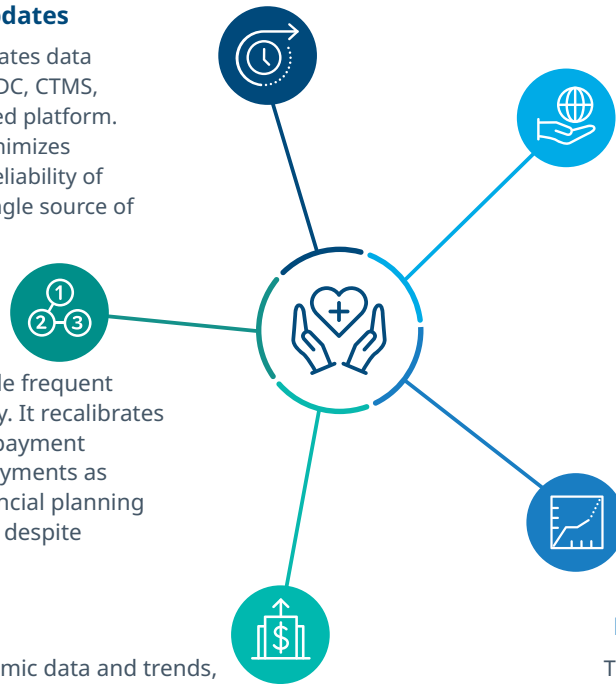 dates
ates data
DC, CTMS,
ed platform.
nimizes
eliability of
gle source of
1
2 3
le frequent
y. It recalibrates
payment
yments as
ncial planning
despite
$
mic data and trends,
T